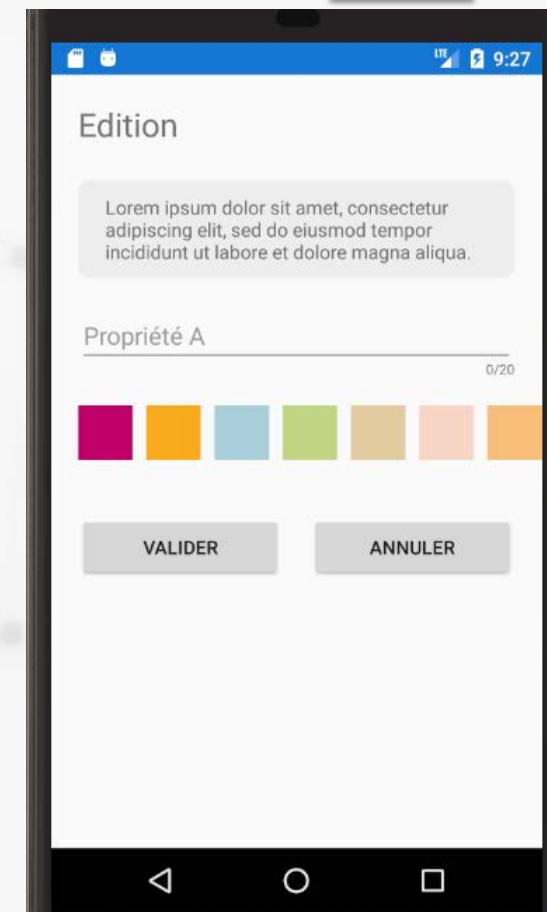 LTE 9:27
Edition
Lorem ipsum dolor sit amet, consectetur
adipiscing elit, sed do eiusmod tempor
incididunt ut labore et dolore magna aliqua.
Propriété A
0/20
VALIDER ANNULER